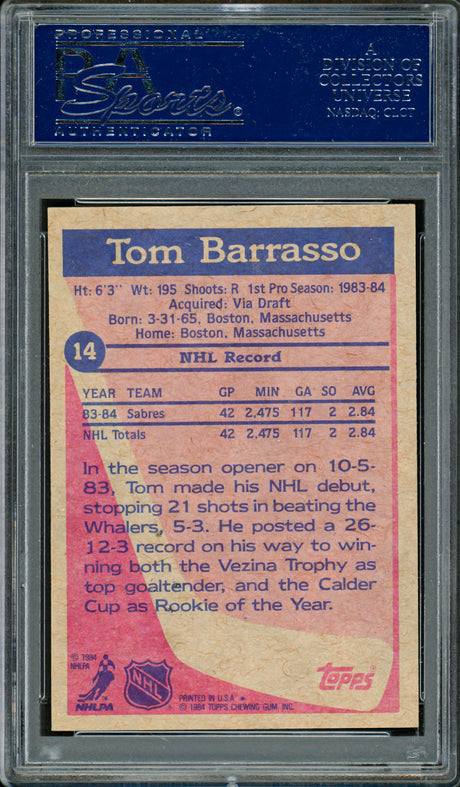 PROFESSIONAL
PSA
Sports
AUTHENTICATOR
A
DIVISION OF
COLLECTORS
UNIVERSE
NASDAQ: CLCT
Tom Barrasso
Ht: 6'3" Wt: 195 Shoots: R 1st Pro Season: 1983-84
Acquired: Via Draft
Born: 3-31-65, Boston, Massachusetts
Home: Boston, Massachusetts
14
NHL Record
YEAR TEAM GP MIN GA SO AVG
83-84 Sabres 42 2,475 117 2 2.84
NHL Totals 42 2,475 117 2 2.84
In the season opener on 10-5-
83, Tom made his NHL debut,
stopping 21 shots in beating the
Whalers, 5-3. He posted a 26-
12-3 record on his way to win-
ning both the Vezina Trophy as
top goaltender, and the Calder
Cup as Rookie of the Year.
© 1984
NHLPA
NHLPA
TM
NHL
PRINTED IN U.S.A.
© 1984 TOPPS CHEWING GUM, INC.
topps